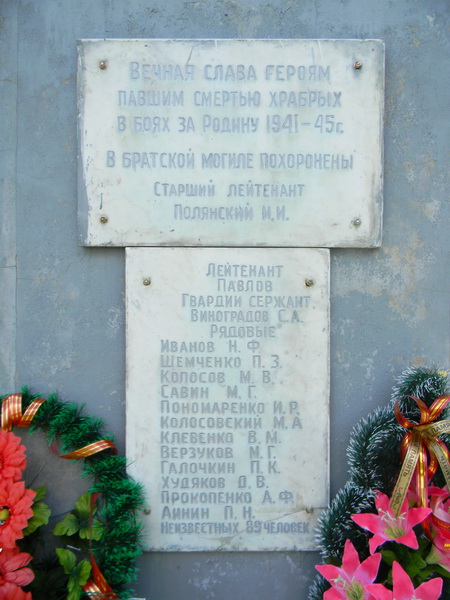 Вечная слава героям
павшим смертью храбрых
в боях за Родину 1941-45г.
В братской могиле похоронены
Старший лейтенант
Полянский И.И.
Лейтенант
Павлов
Гвардии сержант
Виноградов С.А.
Рядовые
Иванов Н.Ф.
Шемченко П.З.
Колосов М.В.
Савин М.Г.
Пономаренко И.Р.
Колосовский М.А
Клевенко В.М.
Верзуков М.Г.
Галочкин П.К.
Худяков Д.В.
Прокопенко А.Ф.
Аинин П.Н.
Неизвестных 89 человек